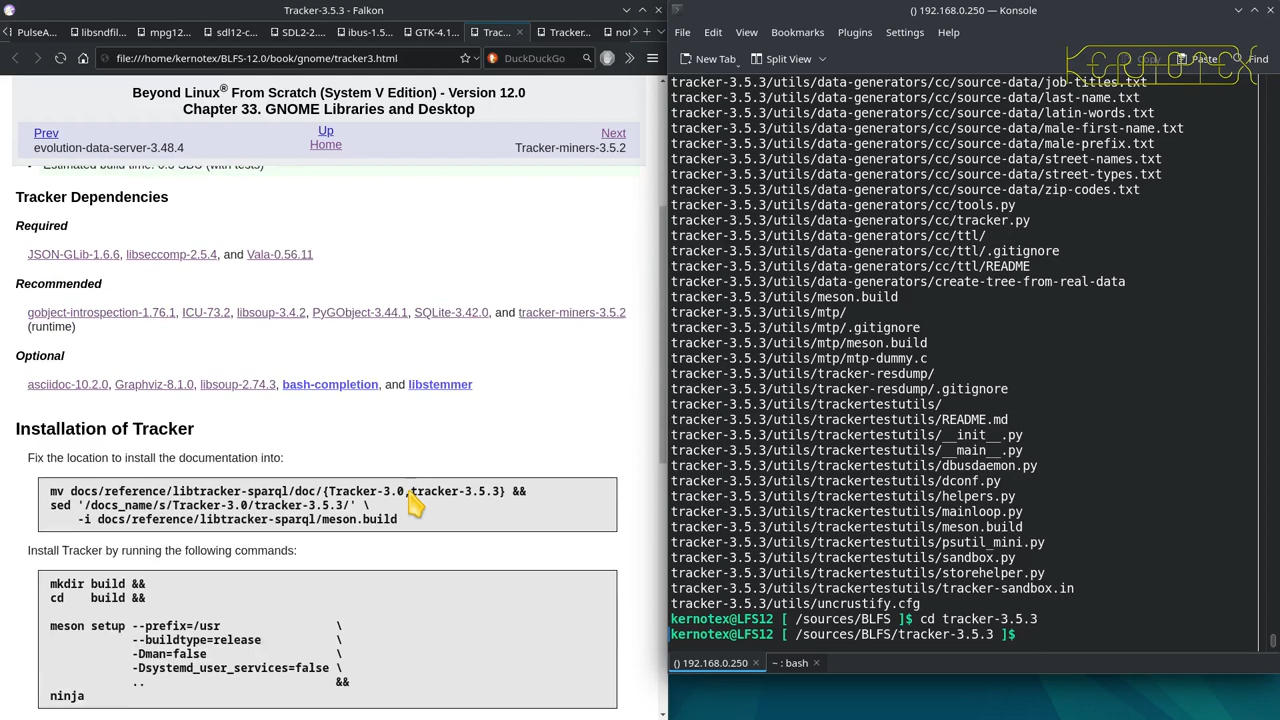 Tracker-3.5.3 - Falkon
() 192.168.0.250 — Konsole
PulseA
libsndfil...
mpg12...
sdl12-c...
SDL2-2...
ibus-1.5...
GTK-4.1...
Trac...
Tracker...
not
File Edit View Bookmarks Plugins Settings Help
file:///home/kernotex/BLFS-12.0/book/gnome/tracker3.html
DuckDuckGo
New Tab
Split View
Copy
Paste
Find
KERNOTEX
Beyond Linux® From Scratch (System V Edition) - Version 12.0
Chapter 33. GNOME Libraries and Desktop
Prev
Up
Next
evolution-data-server-3.48.4
Home
Tracker-miners-3.5.2
Estimated build time: 0.3 SBU (with tests)
Tracker Dependencies
Required
JSON-GLib-1.6.6, libseccomp-2.5.4, and Vala-0.56.11
Recommended
gobject-introspection-1.76.1, ICU-73.2, libsoup-3.4.2, PyGObject-3.44.1, SQLite-3.42.0, and tracker-miners-3.5.2
(runtime)
Optional
asciidoc-10.2.0, Graphviz-8.1.0, libsoup-2.74.3, bash-completion, and libstemmer
Installation of Tracker
Fix the location to install the documentation into:
mv docs/reference/libtracker-sparql/doc/{Tracker-3.0,tracker-3.5.3} &&
sed '/docs_name/s/Tracker-3.0/tracker-3.5.3/' \
-i docs/reference/libtracker-sparql/meson.build
Install Tracker by running the following commands:
mkdir build &&
cd build &&
meson setup --prefix=/usr \
--buildtype=release \
-Dman=false \
-Dsystemd_user_services=false \
.. &&
ninja
tracker-3.5.3/utils/data-generators/cc/source-data/job-titles.txt
tracker-3.5.3/utils/data-generators/cc/source-data/last-name.txt
tracker-3.5.3/utils/data-generators/cc/source-data/latin-words.txt
tracker-3.5.3/utils/data-generators/cc/source-data/male-first-name.txt
tracker-3.5.3/utils/data-generators/cc/source-data/male-prefix.txt
tracker-3.5.3/utils/data-generators/cc/source-data/street-names.txt
tracker-3.5.3/utils/data-generators/cc/source-data/street-types.txt
tracker-3.5.3/utils/data-generators/cc/source-data/zip-codes.txt
tracker-3.5.3/utils/data-generators/cc/tools.py
tracker-3.5.3/utils/data-generators/cc/tracker.py
tracker-3.5.3/utils/data-generators/cc/ttl/
tracker-3.5.3/utils/data-generators/cc/ttl/.gitignore
tracker-3.5.3/utils/data-generators/cc/ttl/README
tracker-3.5.3/utils/data-generators/create-tree-from-real-data
tracker-3.5.3/utils/meson.build
tracker-3.5.3/utils/mtp/
tracker-3.5.3/utils/mtp/.gitignore
tracker-3.5.3/utils/mtp/meson.build
tracker-3.5.3/utils/mtp/mtp-dummy.c
tracker-3.5.3/utils/tracker-resdump/
tracker-3.5.3/utils/tracker-resdump/.gitignore
tracker-3.5.3/utils/trackertestutils/
tracker-3.5.3/utils/trackertestutils/README.md
tracker-3.5.3/utils/trackertestutils/__init__.py
tracker-3.5.3/utils/trackertestutils/__main__.py
tracker-3.5.3/utils/trackertestutils/dbusdaemon.py
tracker-3.5.3/utils/trackertestutils/dconf.py
tracker-3.5.3/utils/trackertestutils/helpers.py
tracker-3.5.3/utils/trackertestutils/mainloop.py
tracker-3.5.3/utils/trackertestutils/meson.build
tracker-3.5.3/utils/trackertestutils/psutil_mini.py
tracker-3.5.3/utils/trackertestutils/sandbox.py
tracker-3.5.3/utils/trackertestutils/storehelper.py
tracker-3.5.3/utils/trackertestutils/tracker-sandbox.in
tracker-3.5.3/utils/uncrustify.cfg
kernotex@LFS12 [ /sources/BLFS ]$ cd tracker-3.5.3
kernotex@LFS12 [ /sources/BLFS/tracker-3.5.3 ]$
() 192.168.0.250
~ : bash